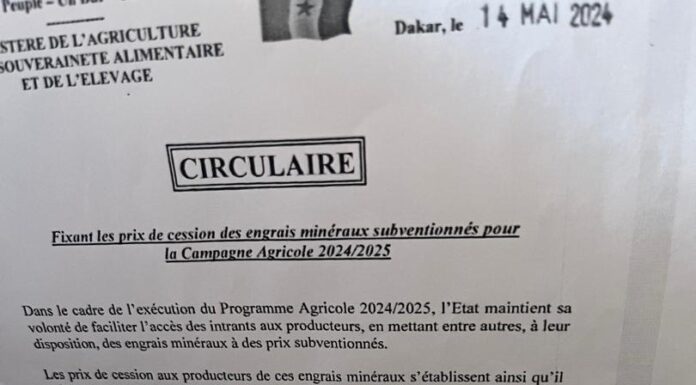 Peuple – Un
Dakar, le 14 MAI 2024
STERE DE L'AGRICULTURE
SOUVERAINETE ALIMENTAIRE
ET DE L'ELEVAGE
CIRCULAIRE
Fixant les prix de cession des engrais minéraux subventionnés pour
la Campagne Agricole 2024/2025
Dans le cadre de l'exécution du Programme Agricole 2024/2025, l'Etat maintient sa
volonté de faciliter l'accès des intrants aux producteurs, en mettant entre autres, à leur
disposition, des engrais minéraux à des prix subventionnés.
Les prix de cession aux producteurs de ces engrais minéraux s'établissent ainsi qu'il